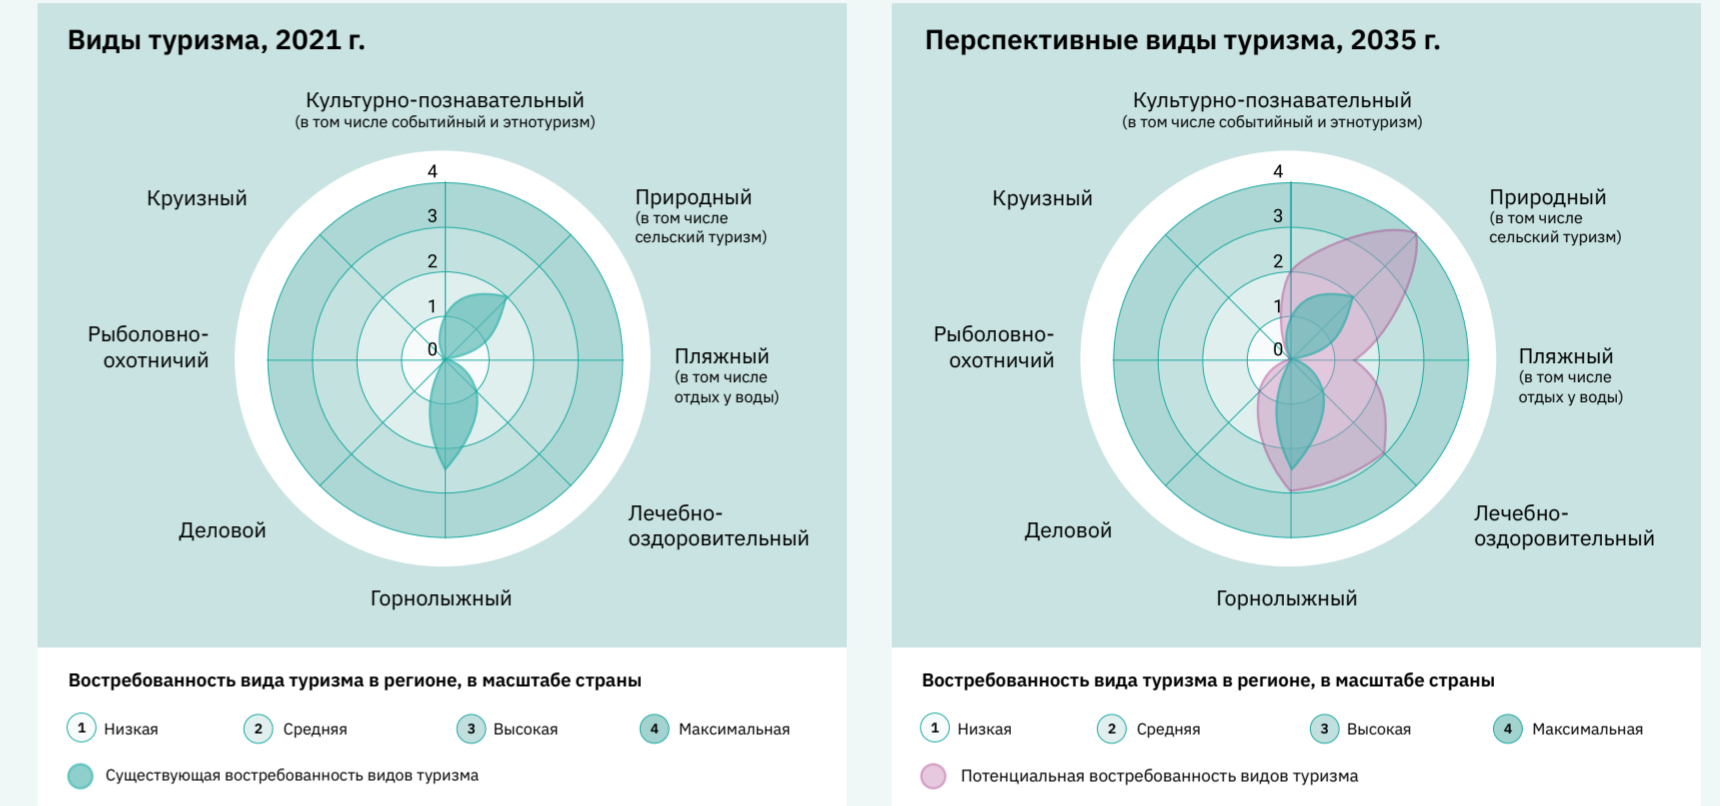 Виды туризма, 2021 г.
Культурно-познавательный
(в том числе событийный и этнотуризм)
4
Круизный
Природный
(в том числе
сельский туризм)
3
2
1
Рыболовно-
охотничий
0
Пляжный
(в том числе
отдых у воды)
Деловой
Лечебно-
оздоровительный
Горнолыжный
Востребованность вида туризма в регионе, в масштабе страны
1 Низкая 2 Средняя 3 Высокая 4 Максимальная
Существующая востребованность видов туризма
Перспективные виды туризма, 2035 г.
Культурно-познавательный
(в том числе событийный и этнотуризм)
4
Круизный
Природный
(в том числе
сельский туризм)
3
2
1
Рыболовно-
охотничий
0
Пляжный
(в том числе
отдых у воды)
Деловой
Лечебно-
оздоровительный
Горнолыжный
Востребованность вида туризма в регионе, в масштабе страны
1 Низкая 2 Средняя 3 Высокая 4 Максимальная
Потенциальная востребованность видов туризма